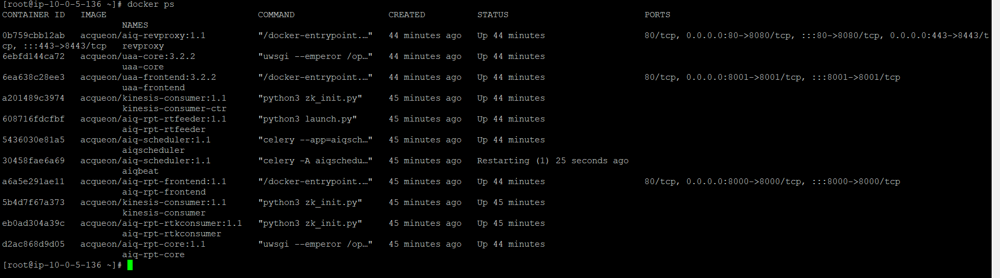 [root@ip-10-0-5-136 ~]# docker ps
CONTAINER ID   IMAGE                             COMMAND                  CREATED          STATUS                          PORTS
                       NAMES
0b759cbb12ab   acqueon/aiq-revproxy:1.1          "/docker-entrypoint.…"   44 minutes ago   Up 44 minutes                   80/tcp, 0.0.0.0:80->8080/tcp, :::80->8080/tcp, 0.0.0.0:443->8443/t
cp, :::443->8443/tcp   revproxy
6ebfd144ca72   acqueon/uaa-core:3.2.2            "uwsgi --emperor /op…"   44 minutes ago   Up 44 minutes
                       uaa-core
6ea638c28ee3   acqueon/uaa-frontend:3.2.2        "/docker-entrypoint.…"   44 minutes ago   Up 44 minutes                   80/tcp, 0.0.0.0:8001->8001/tcp, :::8001->8001/tcp
                       uaa-frontend
a201489c3974   acqueon/kinesis-consumer:1.1      "python3 zk_init.py"     45 minutes ago   Up 44 minutes
                       kinesis-consumer-ctr
608716fdcfbf   acqueon/aiq-rpt-rtfeeder:1.1      "python3 launch.py"      45 minutes ago   Up 44 minutes
                       aiq-rpt-rtfeeder
5436030e81a5   acqueon/aiq-scheduler:1.1         "celery --app=aiqsch…"   45 minutes ago   Up 44 minutes
                       aiqscheduler
30458fae6a69   acqueon/aiq-scheduler:1.1         "celery -A aiqschedu…"   45 minutes ago   Restarting (1) 25 seconds ago
                       aiqbeat
a6a5e291ae11   acqueon/aiq-rpt-frontend:1.1      "/docker-entrypoint.…"   45 minutes ago   Up 44 minutes                   80/tcp, 0.0.0.0:8000->8000/tcp, :::8000->8000/tcp
                       aiq-rpt-frontend
5b4d7f67a373   acqueon/kinesis-consumer:1.1      "python3 zk_init.py"     45 minutes ago   Up 45 minutes
                       kinesis-consumer
eb0ad304a39c   acqueon/aiq-rpt-rtkconsumer:1.1   "python3 zk_init.py"     45 minutes ago   Up 45 minutes
                       aiq-rpt-rtkconsumer
d2ac868d9d05   acqueon/aiq-rpt-core:1.1          "uwsgi --emperor /op…"   45 minutes ago   Up 44 minutes
                       aiq-rpt-core
[root@ip-10-0-5-136 ~]#